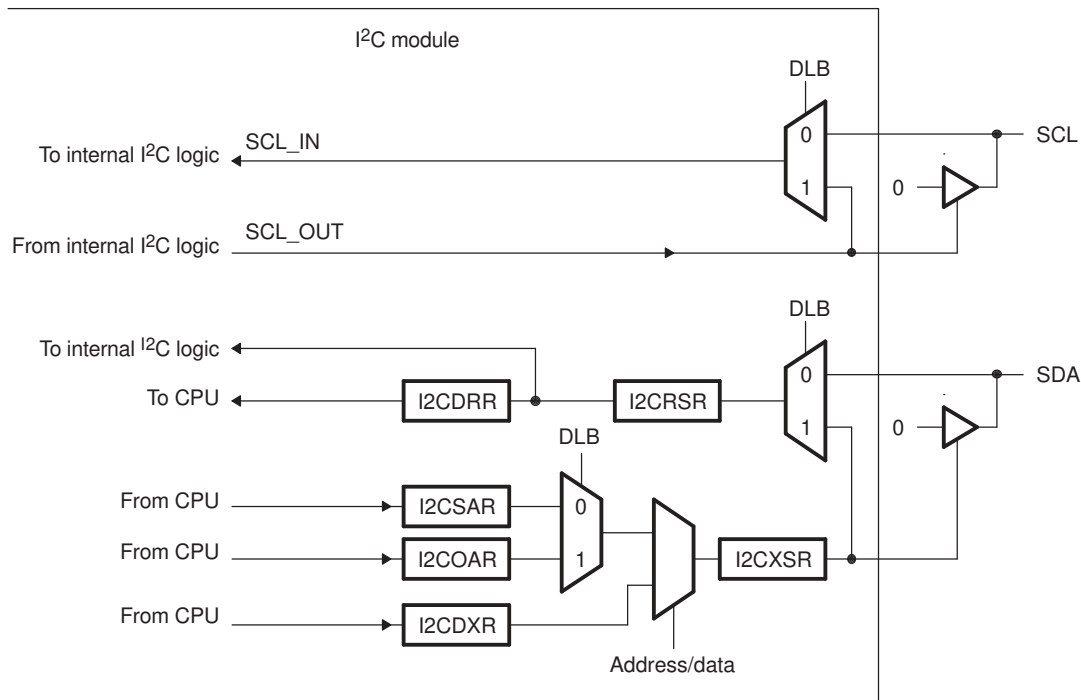 I²C module
DLB
0
SCL
SCL_IN
To internal I²C logic
1
0
SCL_OUT
From internal I²C logic
DLB
To internal I²C logic
0
SDA
To CPU
I2CDRR
I2CRSR
1
0
DLB
From CPU
I2CSAR
0
From CPU
I2COAR
1
I2CXSR
From CPU
I2CDXR
Address/data